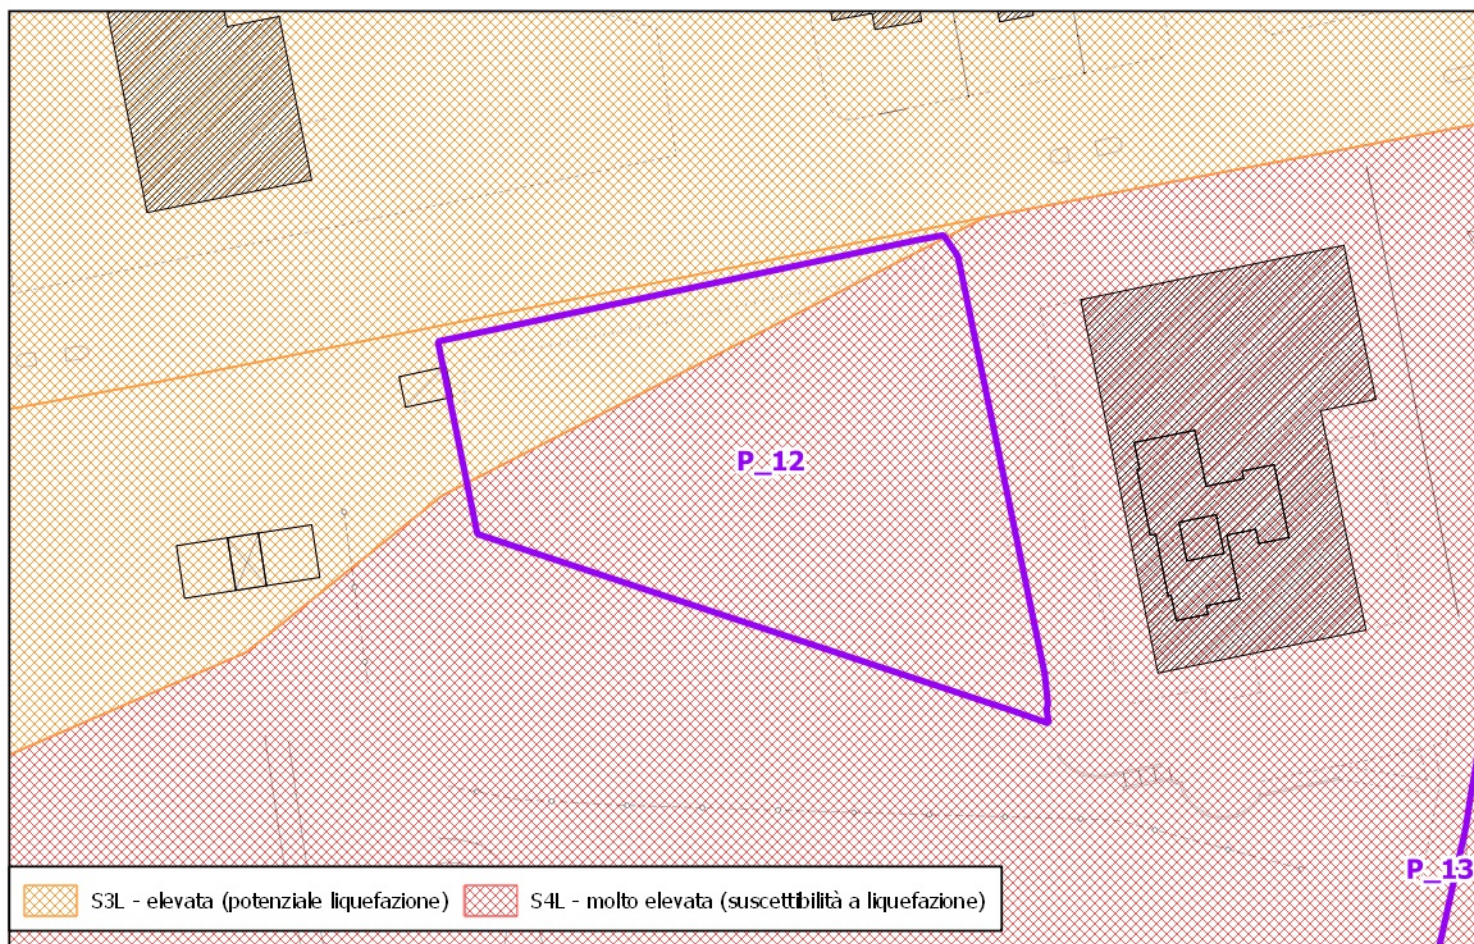 P_12
P_13
S3L - elevata (potenziale liquefazione)
S4L - molto elevata (suscettibilità a liquefazione)